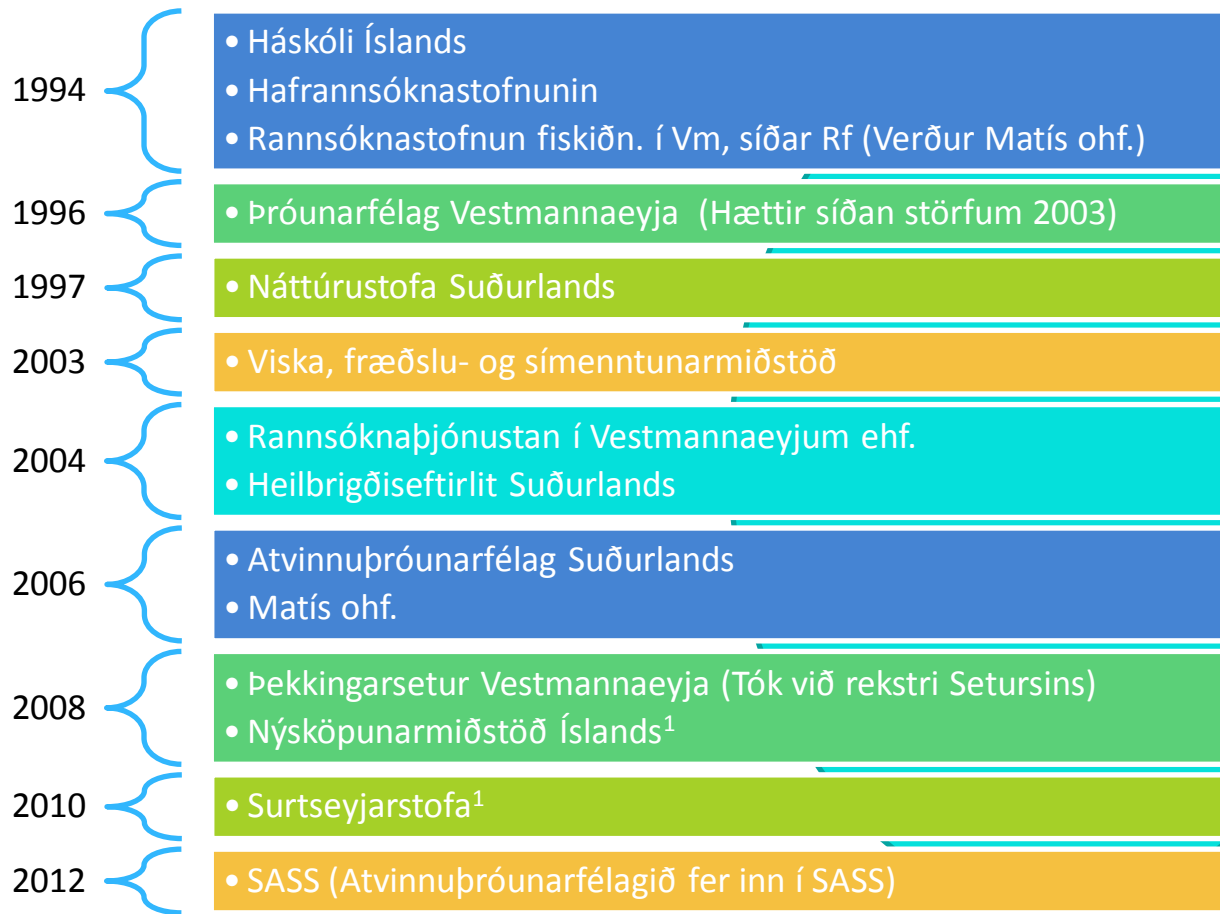 1994
• Háskóli Íslands
• Hafrannsóknastofnunin
• Rannsóknastofnun fiskiðn. í Vm, síðar Rf (Verður Matís ohf.)
1996
• Þróunarfélag Vestmannaeyja (Hættir síðan störfum 2003)
1997
• Náttúrustofa Suðurlands
2003
• Viska, fræðslu- og símenntunarmiðstöð
2004
• Rannsóknaþjónustan í Vestmannaeyjum ehf.
• Heilbrigðiseftirlit Suðurlands
2006
• Atvinnuþróunarfélag Suðurlands
• Matís ohf.
2008
• Þekkingarsetur Vestmannaeyja (Tók við rekstri Setursins)
• Nýsköpunarmiðstöð Íslands¹
2010
• Surtseyjarstofa¹
2012
• SASS (Atvinnuþróunarfélagið fer inn í SASS)